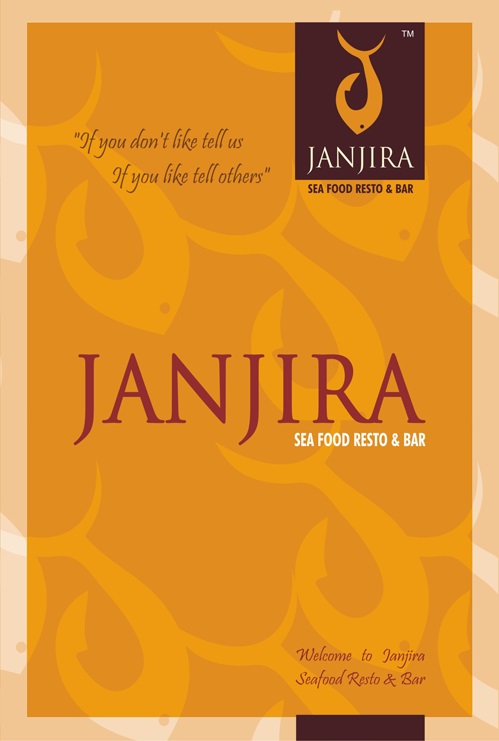 TM
JANJIRA
SEA FOOD RESTO & BAR
"If you don't like tell us
If you like tell others"
JANJIRA
SEA FOOD RESTO & BAR
Welcome to Janjira
Seafood Resto & Bar